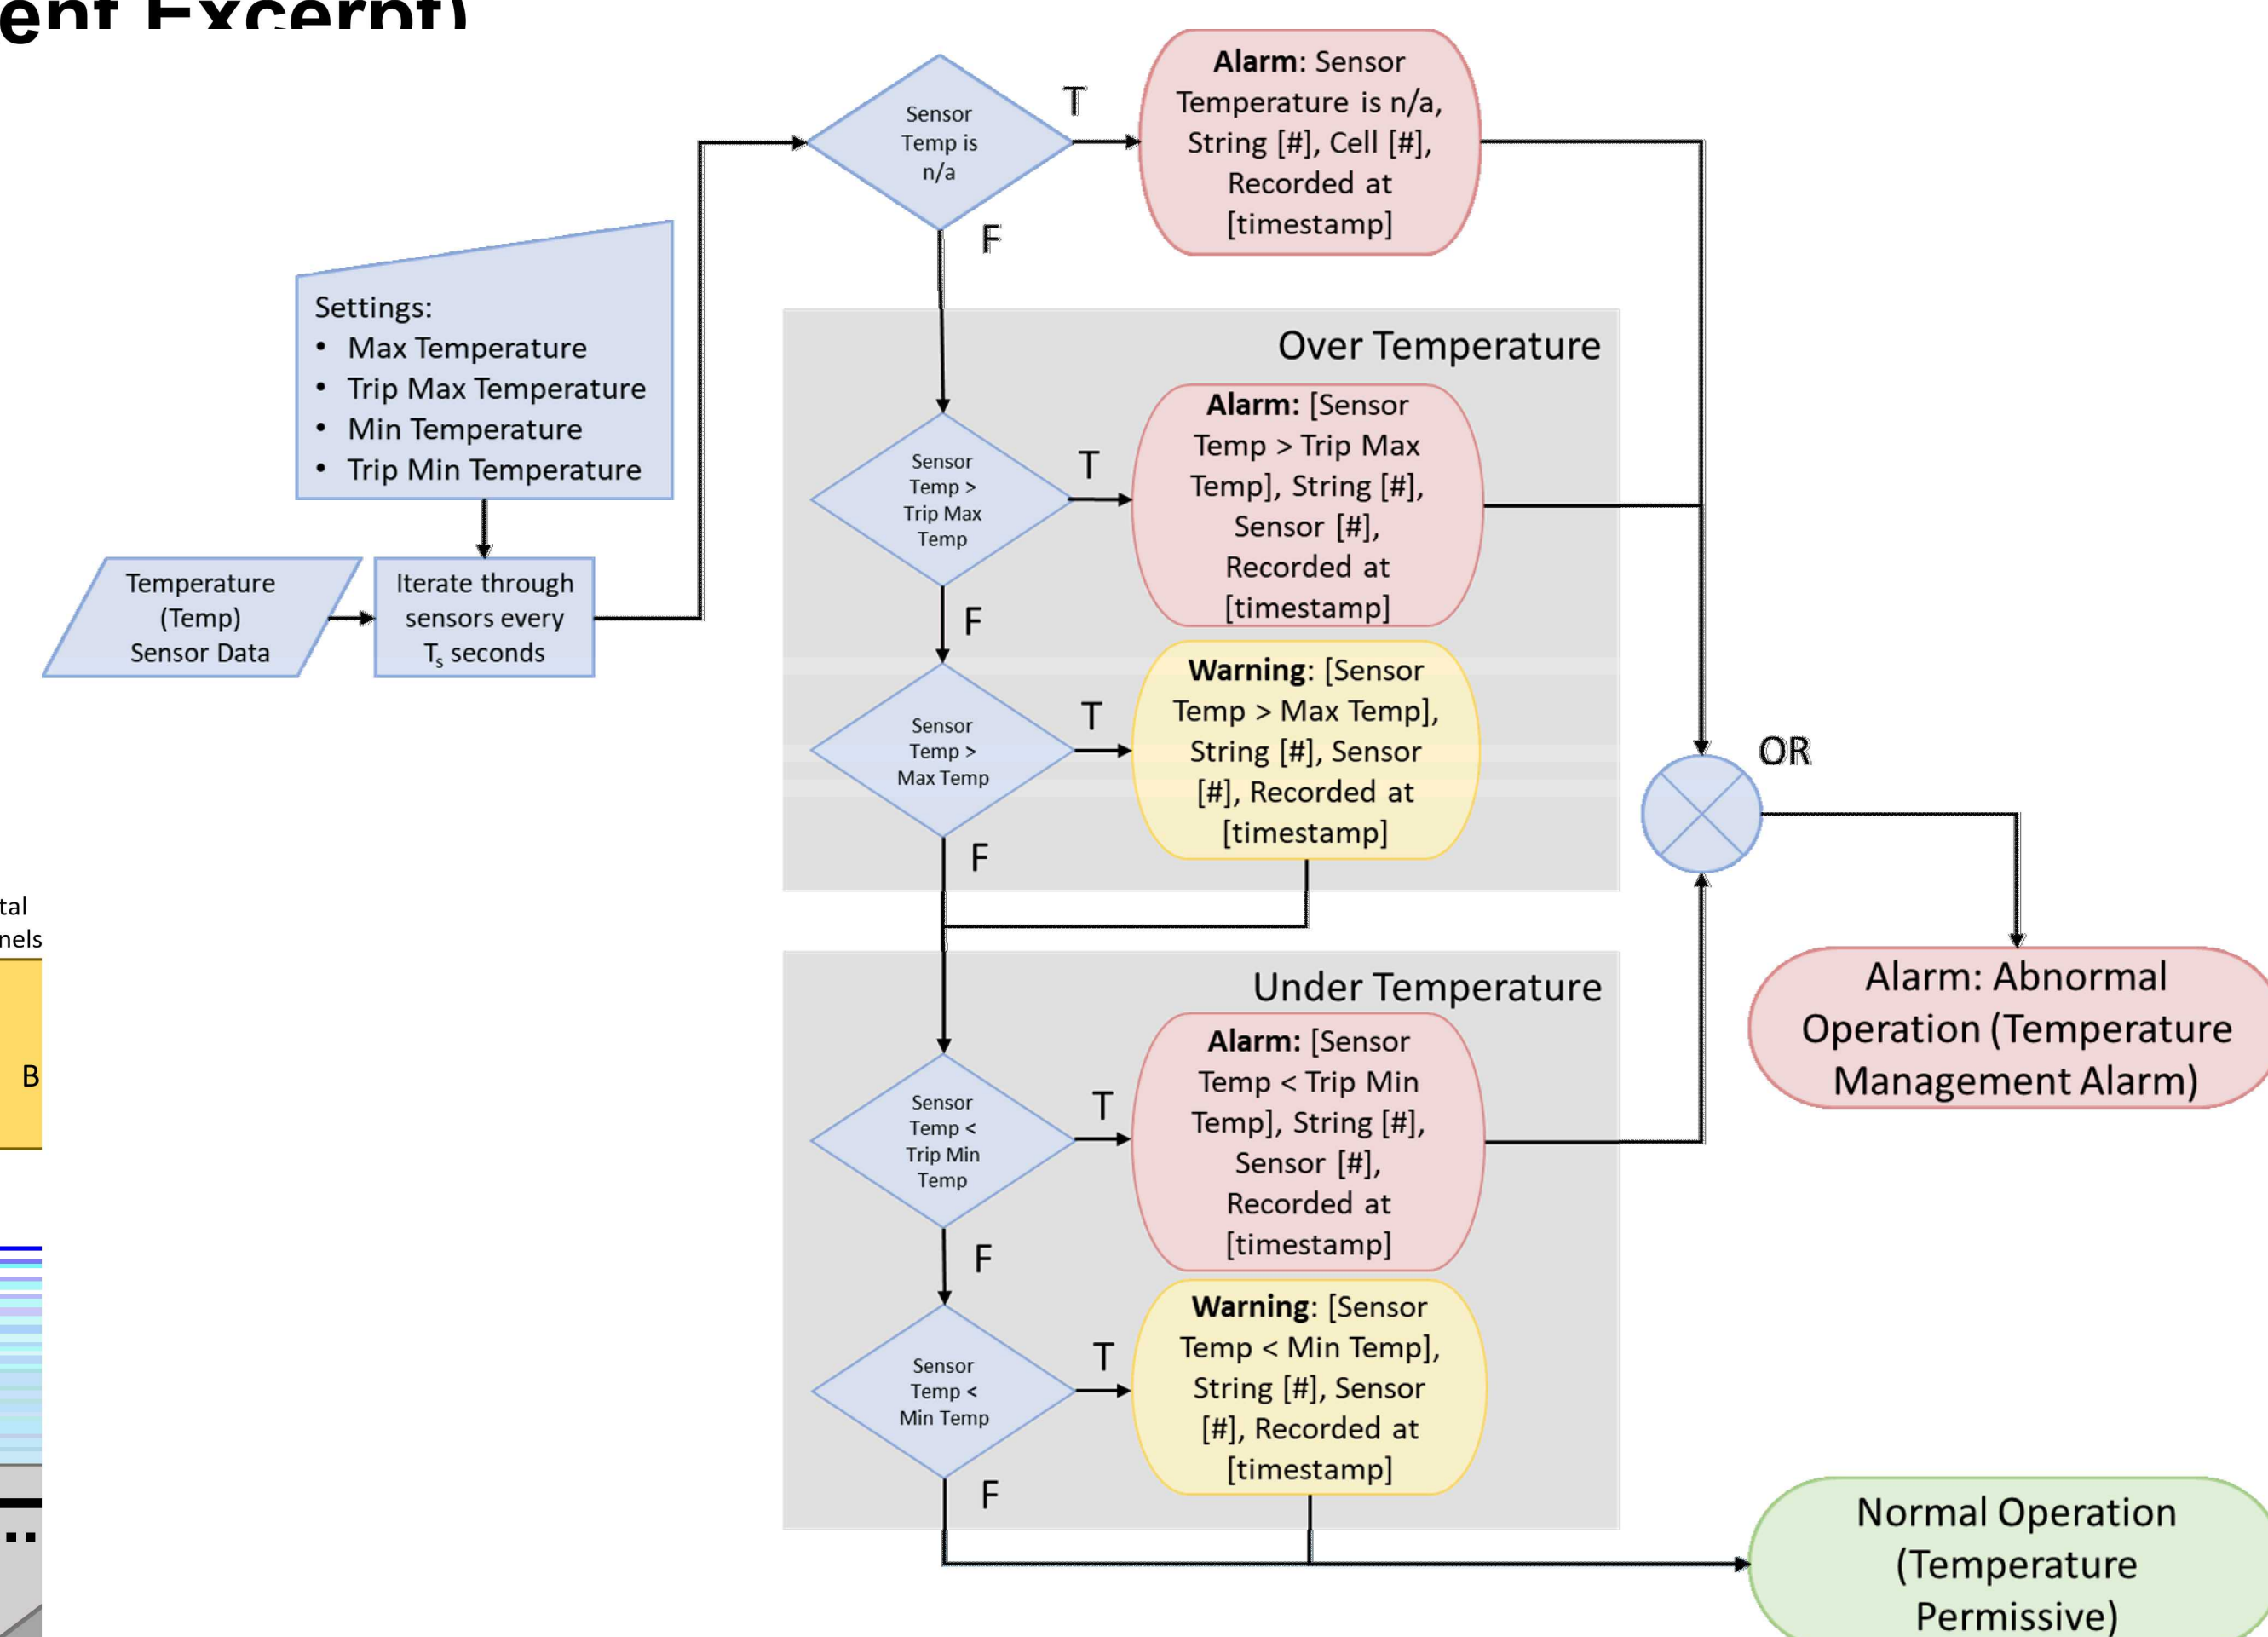 ent Excerpt)
Settings:
• Max Temperature
• Trip Max Temperature
• Min Temperature
• Trip Min Temperature
Temperature
(Temp)
Sensor Data
Iterate through
sensors every
Ts seconds
Sensor
Temp is
n/a
T
F
Alarm: Sensor
Temperature is n/a,
String [#], Cell [#],
Recorded at
[timestamp]
Over Temperature
Sensor
Temp >
Trip Max
Temp
T
F
Alarm: [Sensor
Temp > Trip Max
Temp], String [#],
Sensor [#],
Recorded at
[timestamp]
Sensor
Temp >
Max Temp
T
F
Warning: [Sensor
Temp > Max Temp],
String [#], Sensor
[#], Recorded at
[timestamp]
OR
Under Temperature
Sensor
Temp <
Trip Min
Temp
T
F
Alarm: [Sensor
Temp < Trip Min
Temp], String [#],
Sensor [#],
Recorded at
[timestamp]
Sensor
Temp <
Min Temp
T
F
Warning: [Sensor
Temp < Min Temp],
String [#], Sensor
[#], Recorded at
[timestamp]
Alarm: Abnormal
Operation (Temperature
Management Alarm)
Normal Operation
(Temperature
Permissive)
tal
nels
B